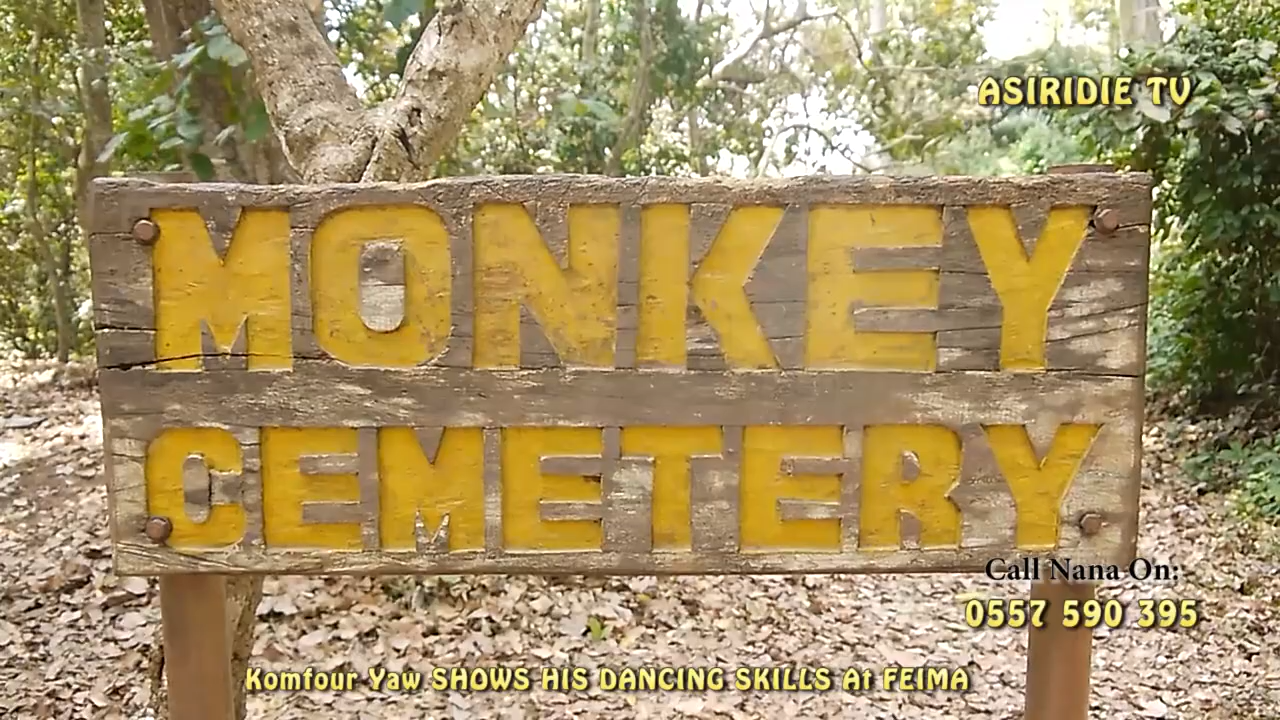 ASIRIDIE TV
MONKEY
CEMETERY
Call Nana On:
0557 590 395
Komfour Yaw SHOWS HIS DANCING SKILLS At FEIMA